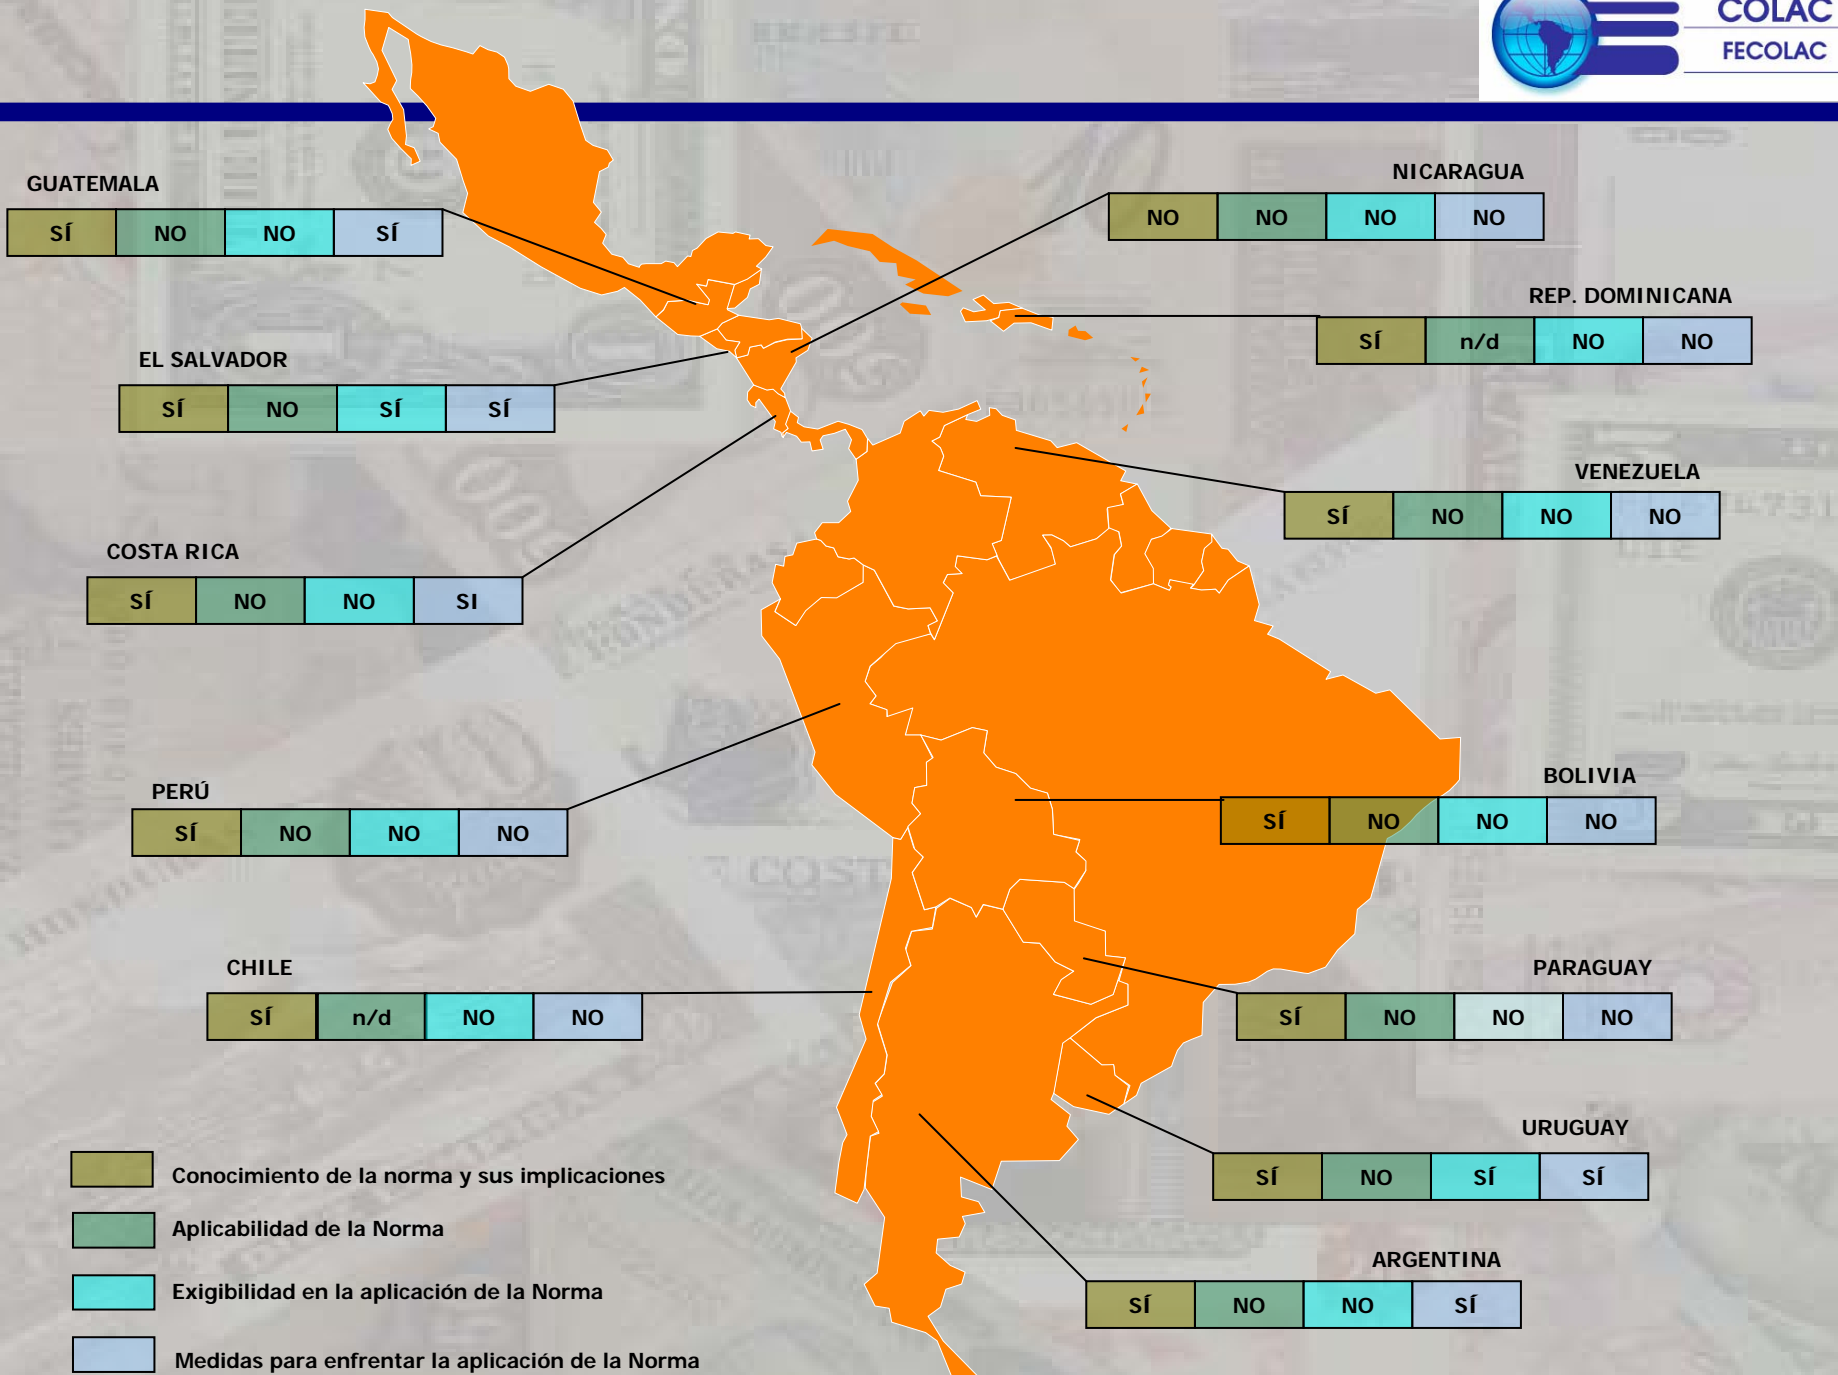 COLAC
FECOLAC
GUATEMALA
SÍ NO NO SÍ
NICARAGUA
NO NO NO NO
REP. DOMINICANA
SÍ n/d NO NO
EL SALVADOR
SÍ NO SÍ SÍ
VENEZUELA
SÍ NO NO NO
COSTA RICA
SÍ NO NO SI
PERÚ
SÍ NO NO NO
BOLIVIA
SÍ NO NO NO
CHILE
SÍ n/d NO NO
PARAGUAY
SÍ NO NO NO
URUGUAY
SÍ NO SÍ SÍ
ARGENTINA
SÍ NO NO SÍ
Conocimiento de la norma y sus implicaciones
Aplicabilidad de la Norma
Exigibilidad en la aplicación de la Norma
Medidas para enfrentar la aplicación de la Norma